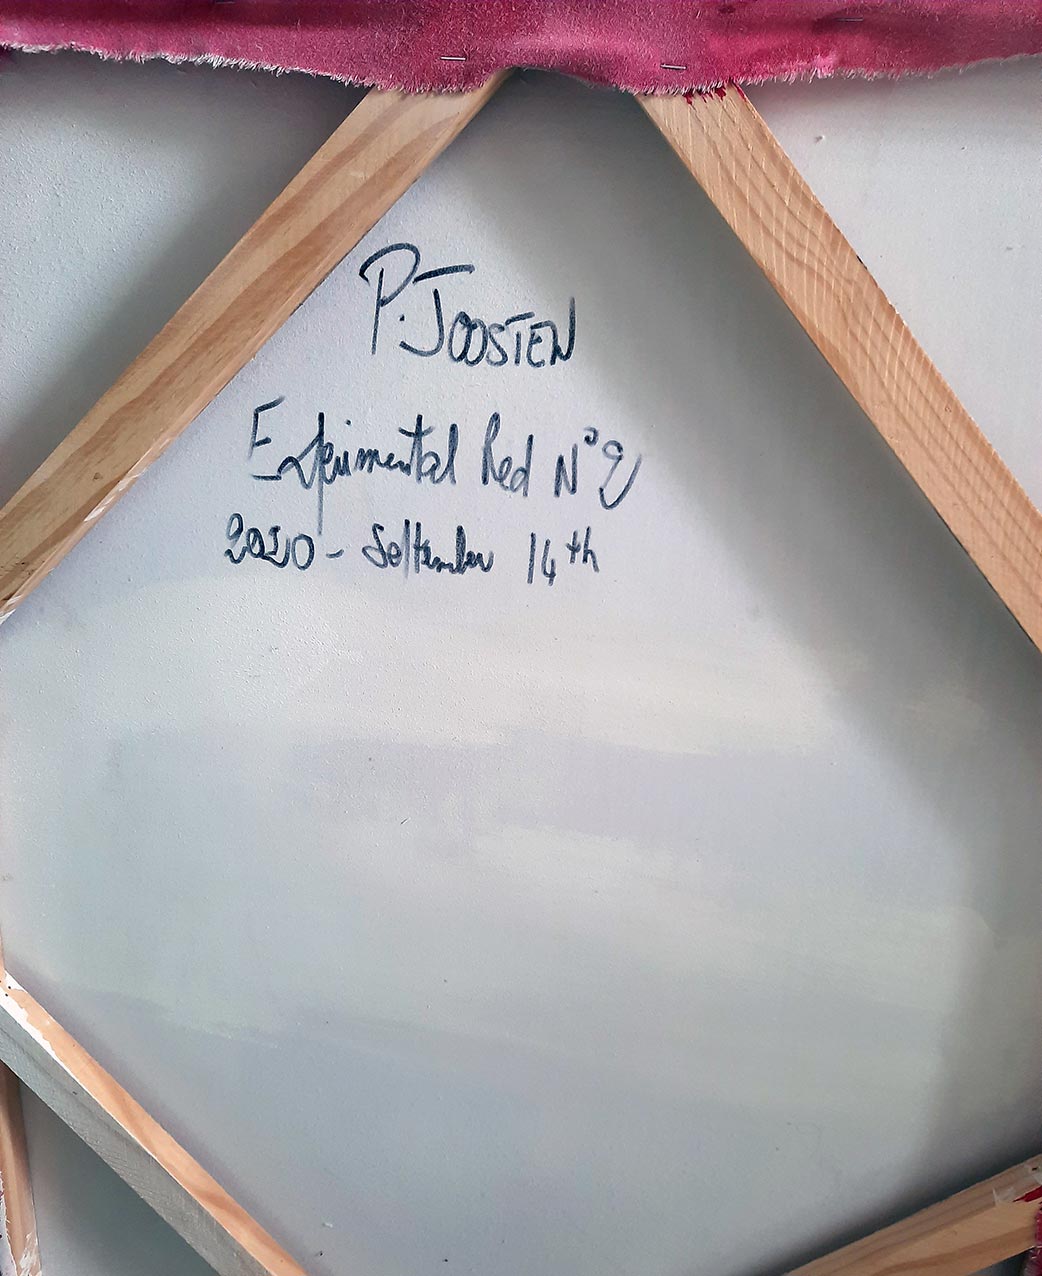 P. JOOSTEN
Experimental Red N°9
2020 - September 14th